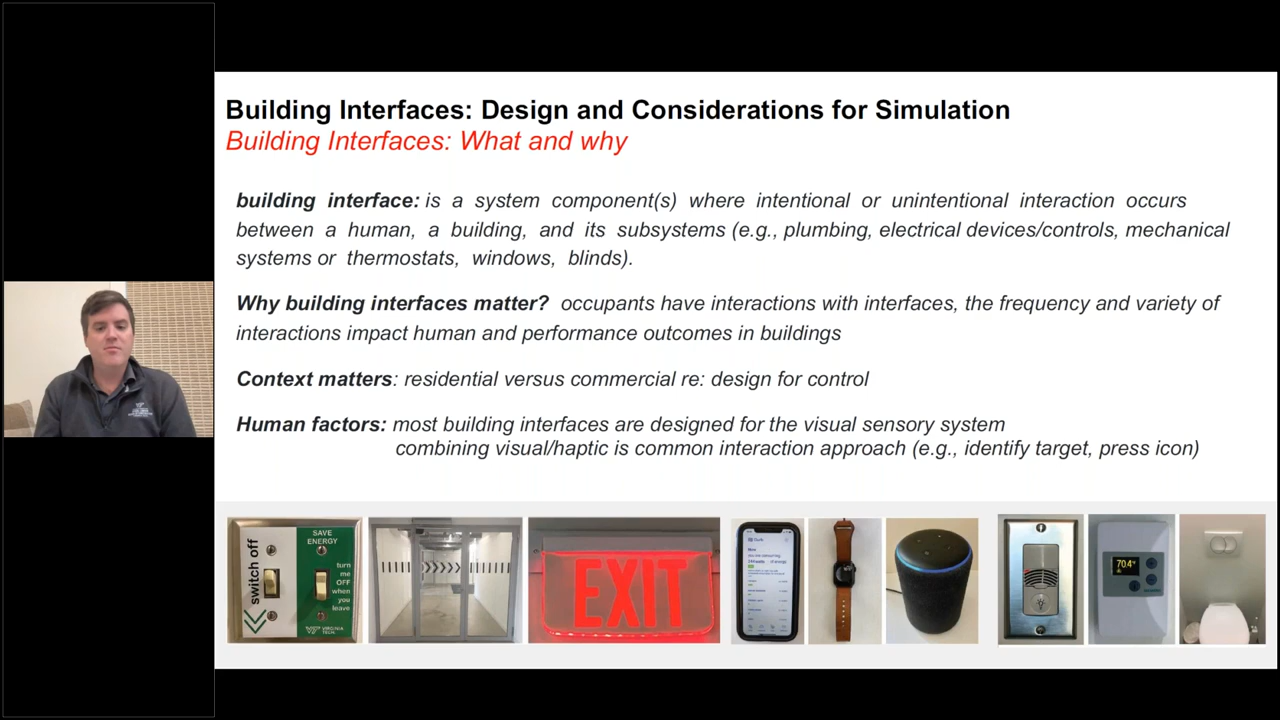 Building Interfaces: Design and Considerations for Simulation
Building Interfaces: What and why
building interface: is a system component(s) where intentional or unintentional interaction occurs
between a human, a building, and its subsystems (e.g., plumbing, electrical devices/controls, mechanical
systems or thermostats, windows, blinds).
Why building interfaces matter? occupants have interactions with interfaces, the frequency and variety of
interactions impact human and performance outcomes in buildings
Context matters: residential versus commercial re: design for control
Human factors: most building interfaces are designed for the visual sensory system
combining visual/haptic is common interaction approach (e.g., identify target, press icon)
switch off
SAVE
ENERGY
turn
me
OFF
when
you
leave
VIRGINIA
TECH
EXIT
70.4°